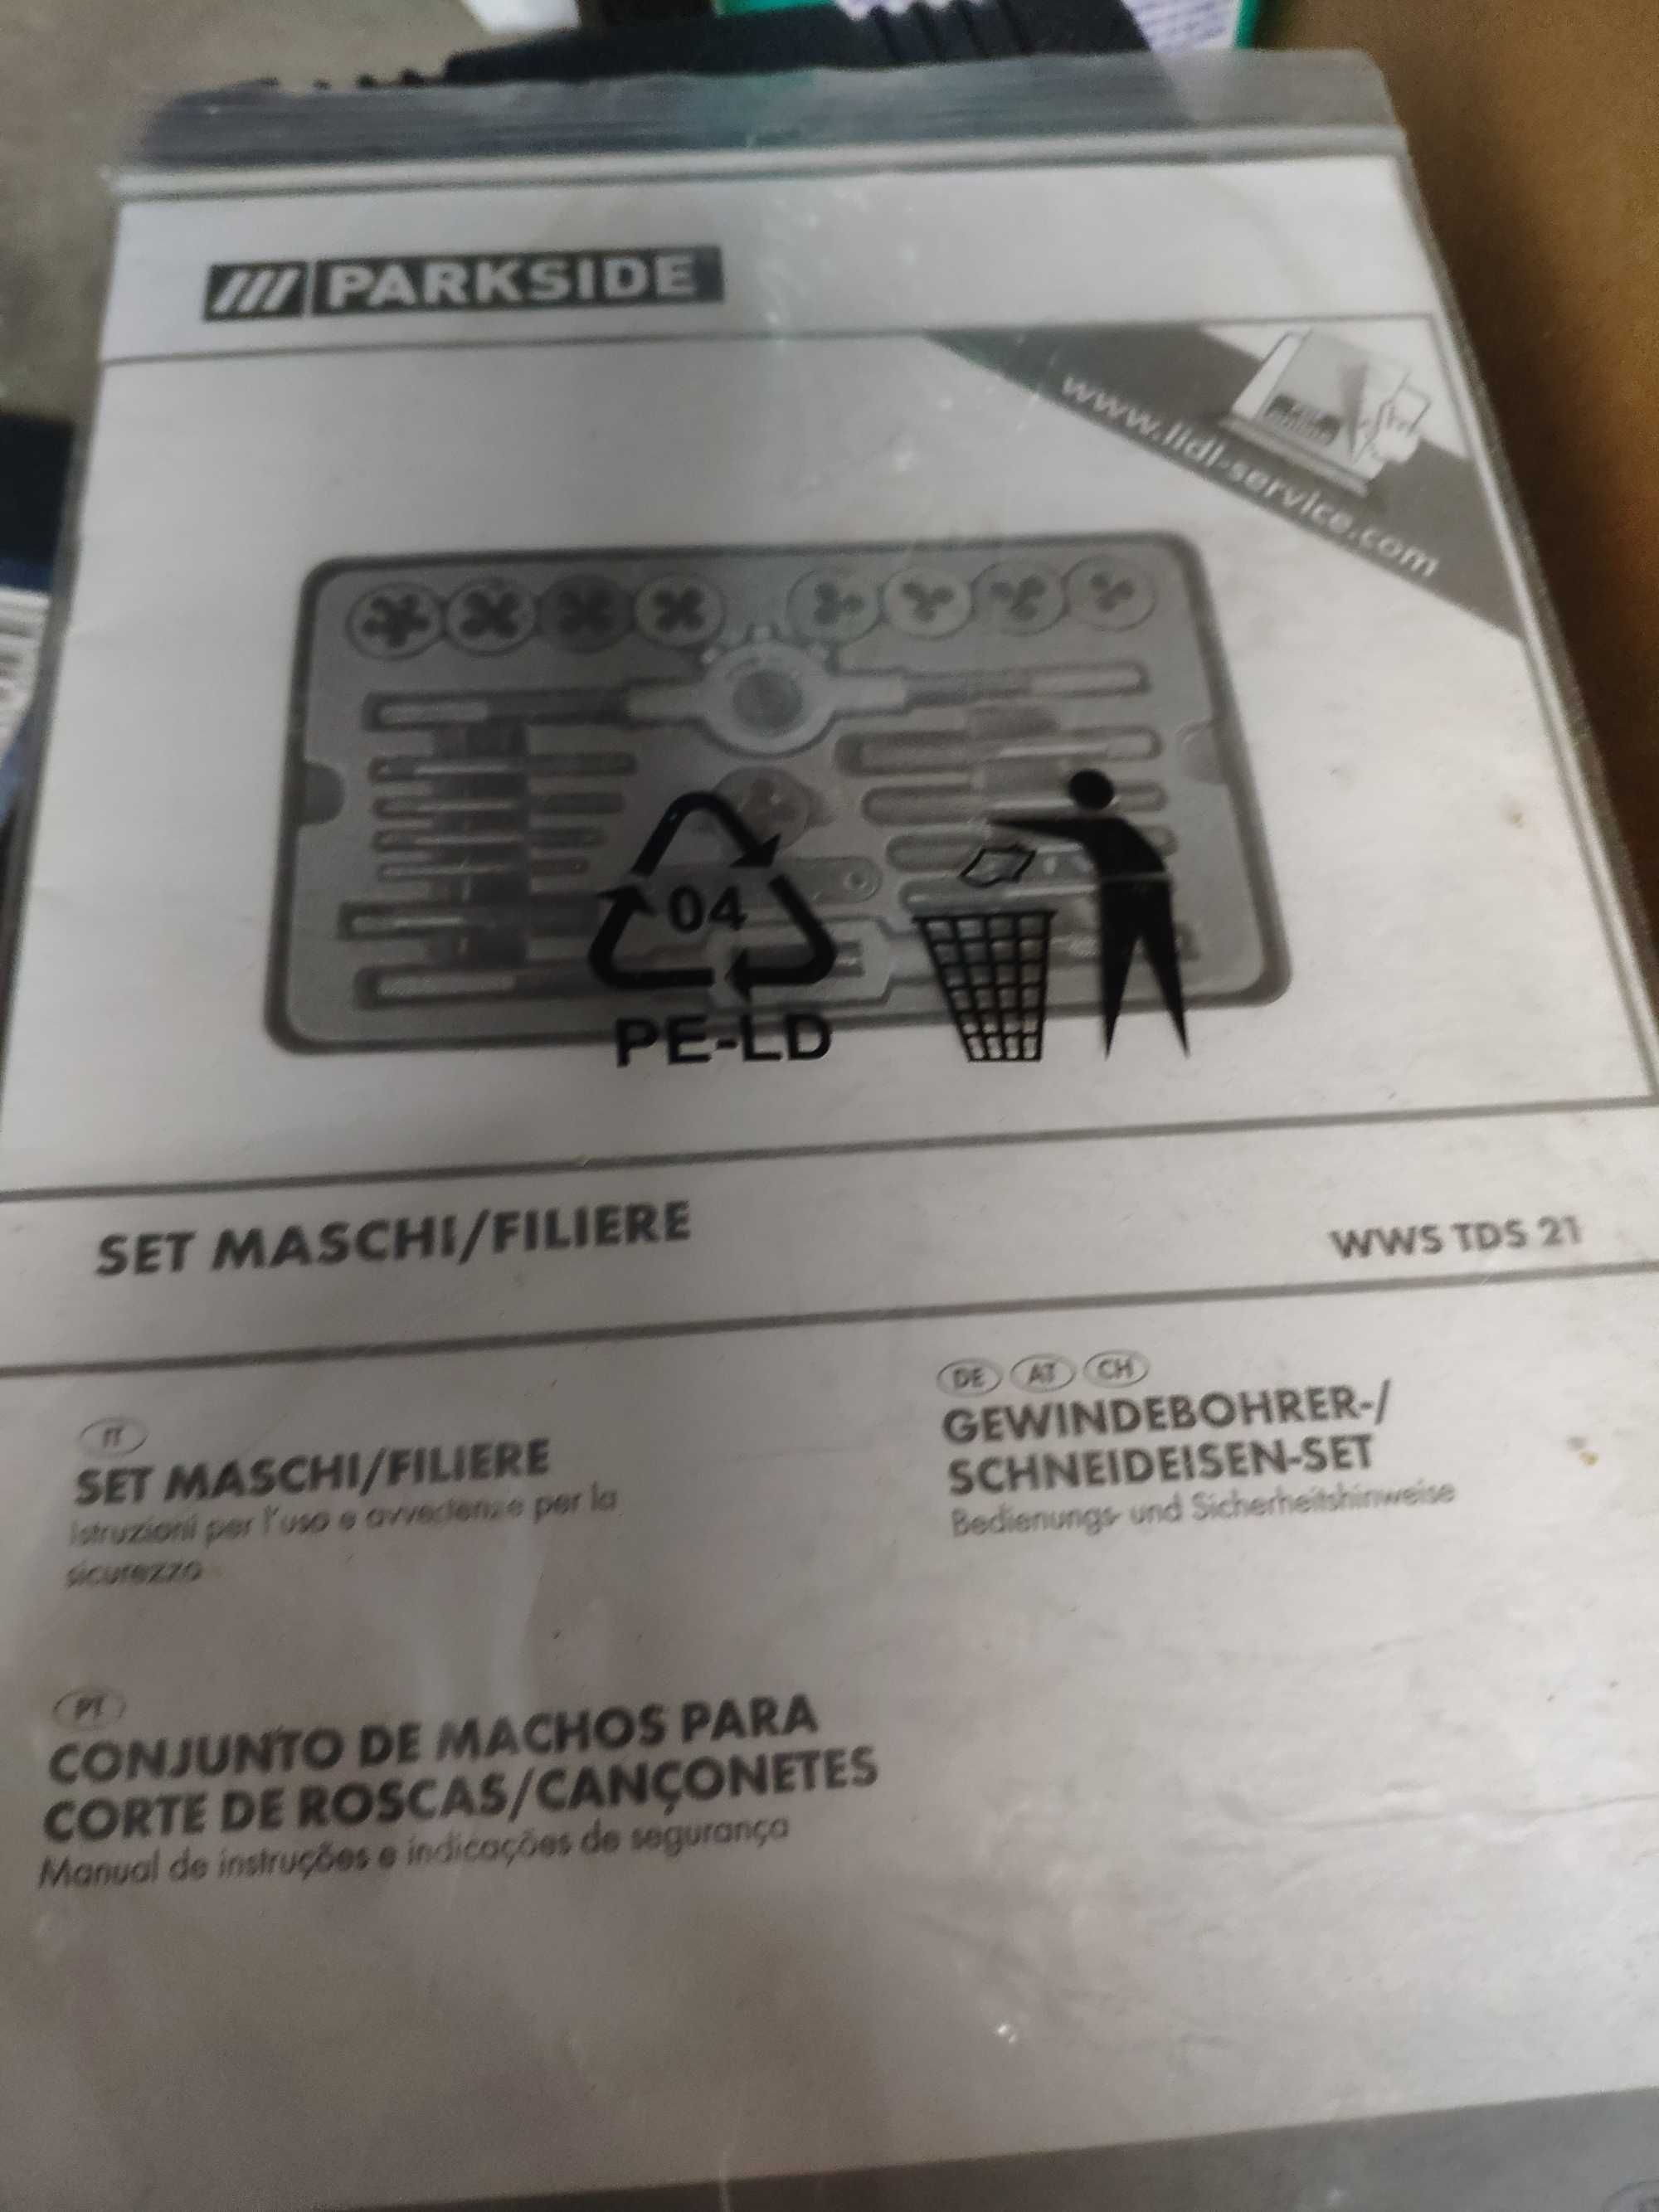 PARKSIDE
www.lidl-service.com
04
PE-LD
SET MASCHI/FILIERE
WWS TDS 21
IT
SET MASCHI/FILIERE
Istruzioni per l'uso e avvertenze per la
sicurezza
DE AT CH
GEWINDEBOHRER-/
SCHNEIDEISEN-SET
Bedienungs- und Sicherheitshinweise
PT
CONJUNTO DE MACHOS PARA
CORTE DE ROSCAS/CANÇONETES
Manual de instruções e indicações de segurança